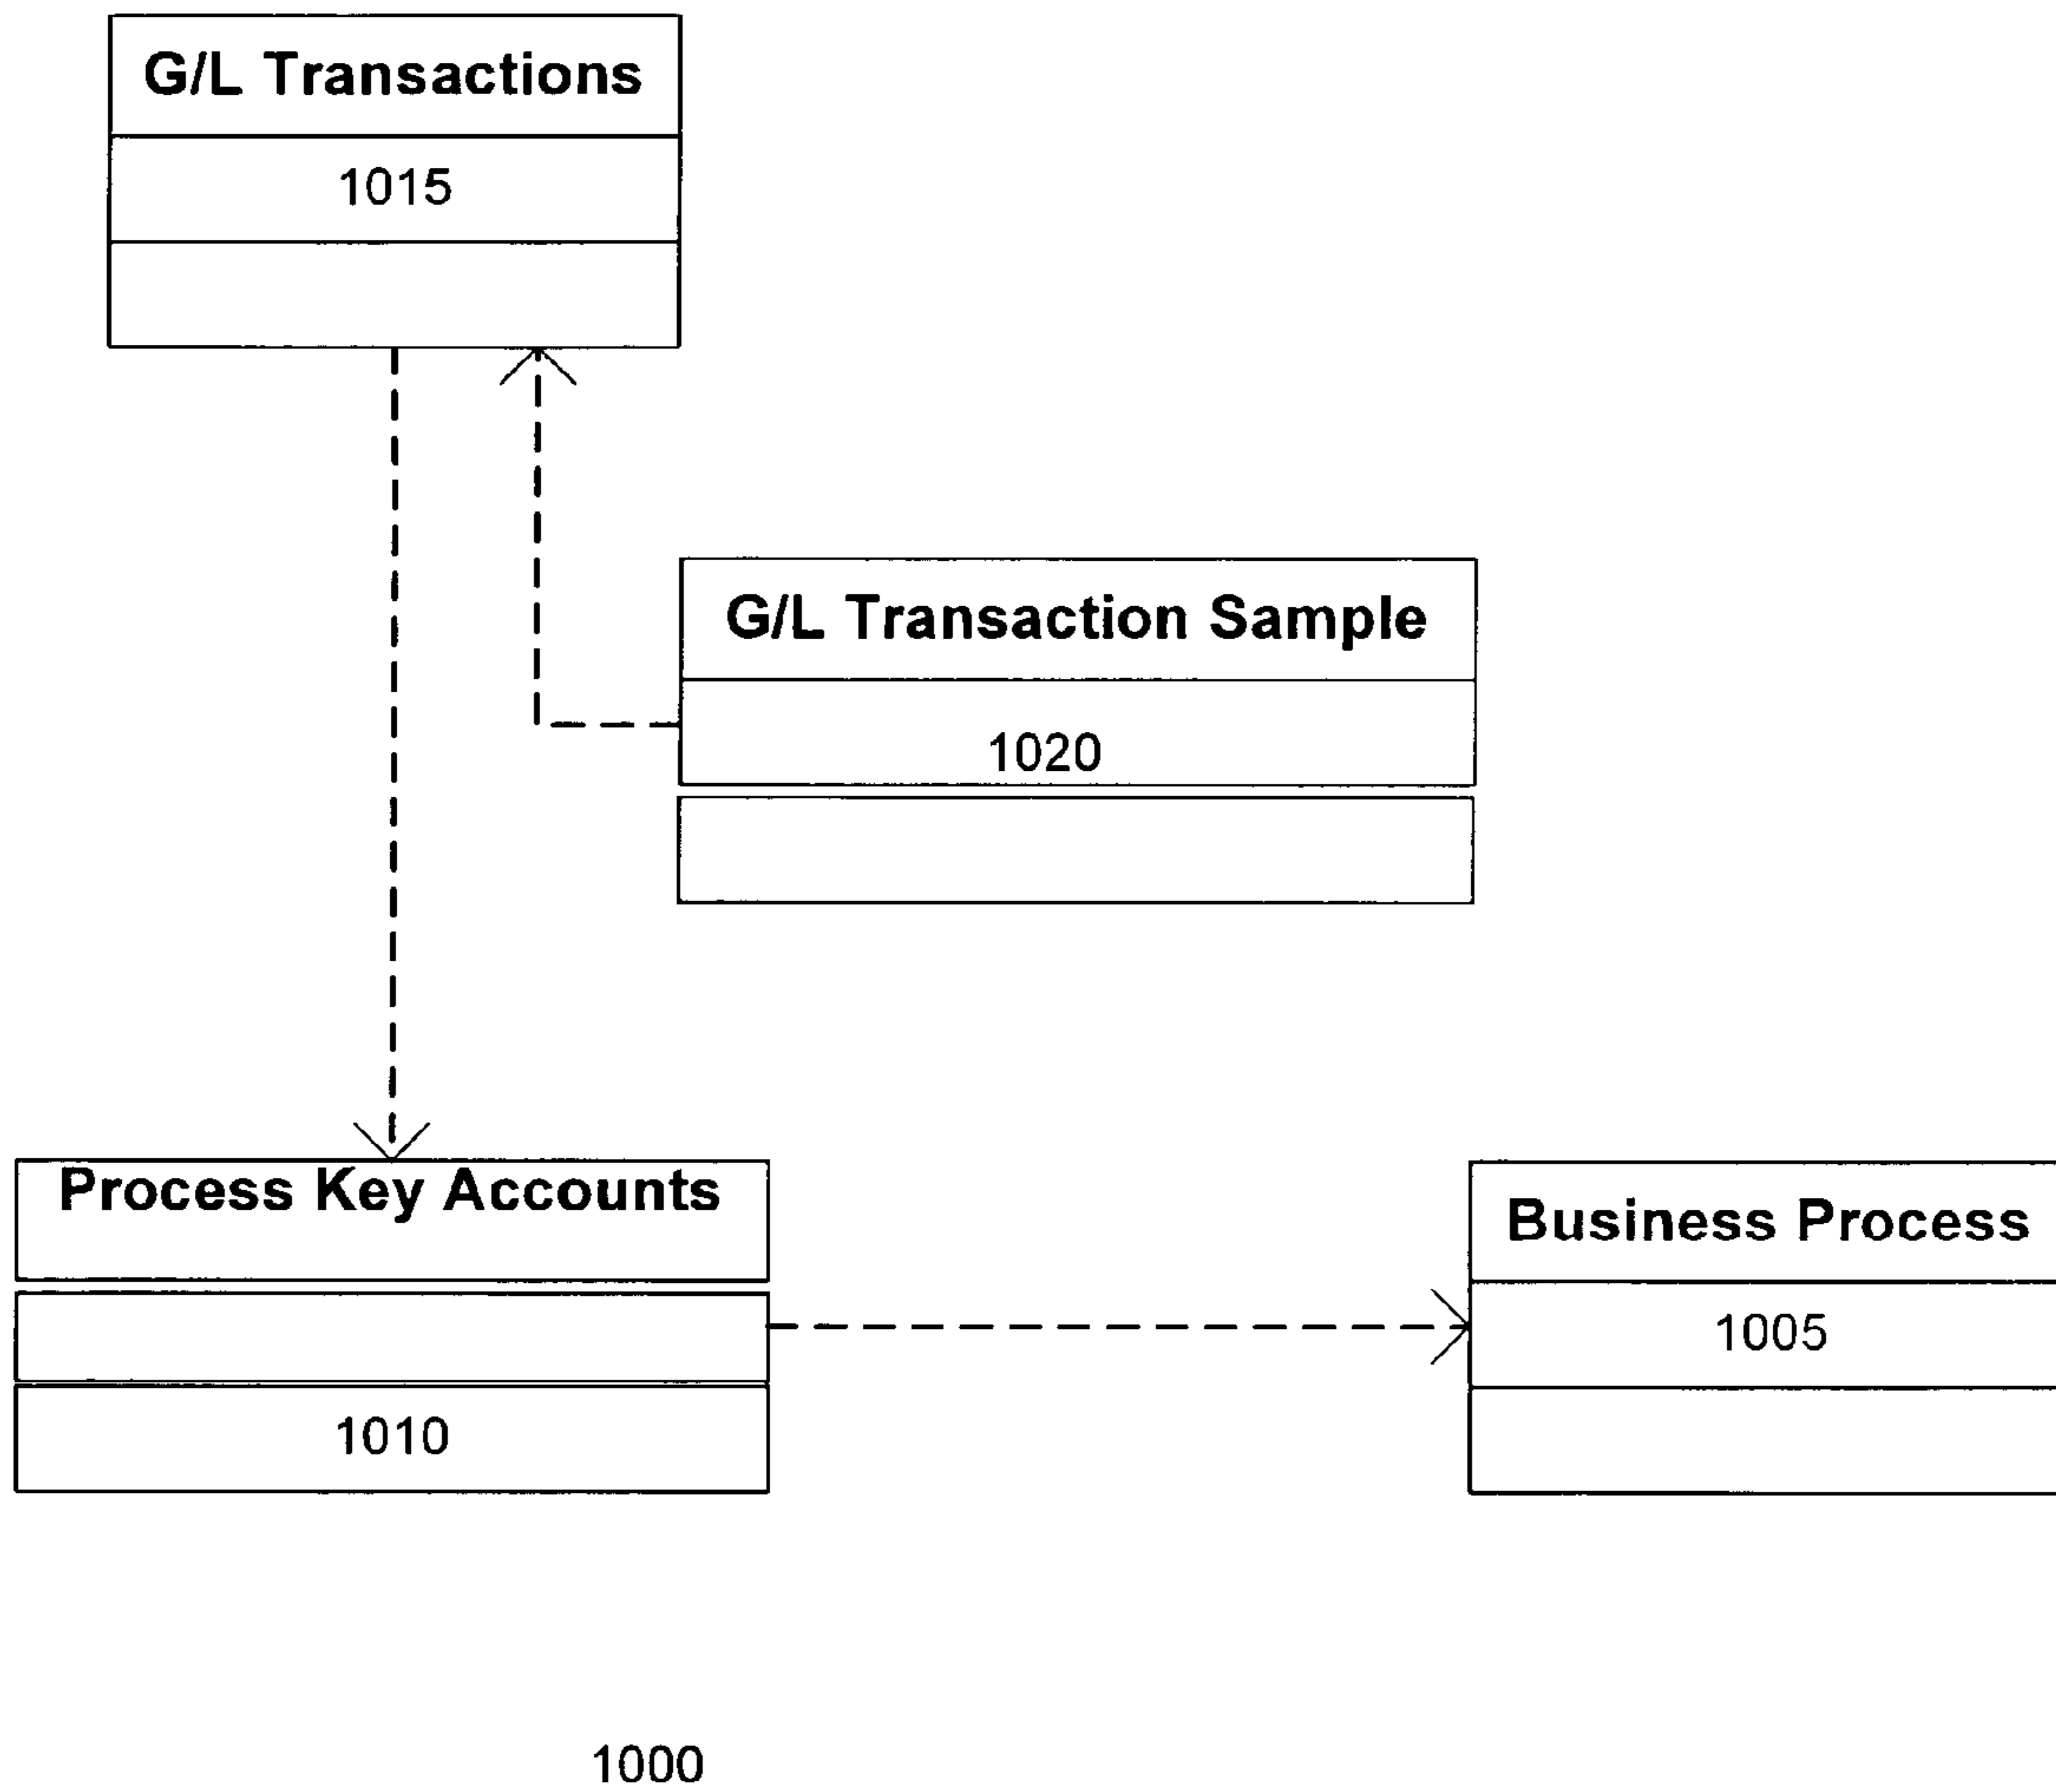 G/L Transactions
1015
G/L Transaction Sample
1020
Process Key Accounts
1010
Business Process
1005
1000